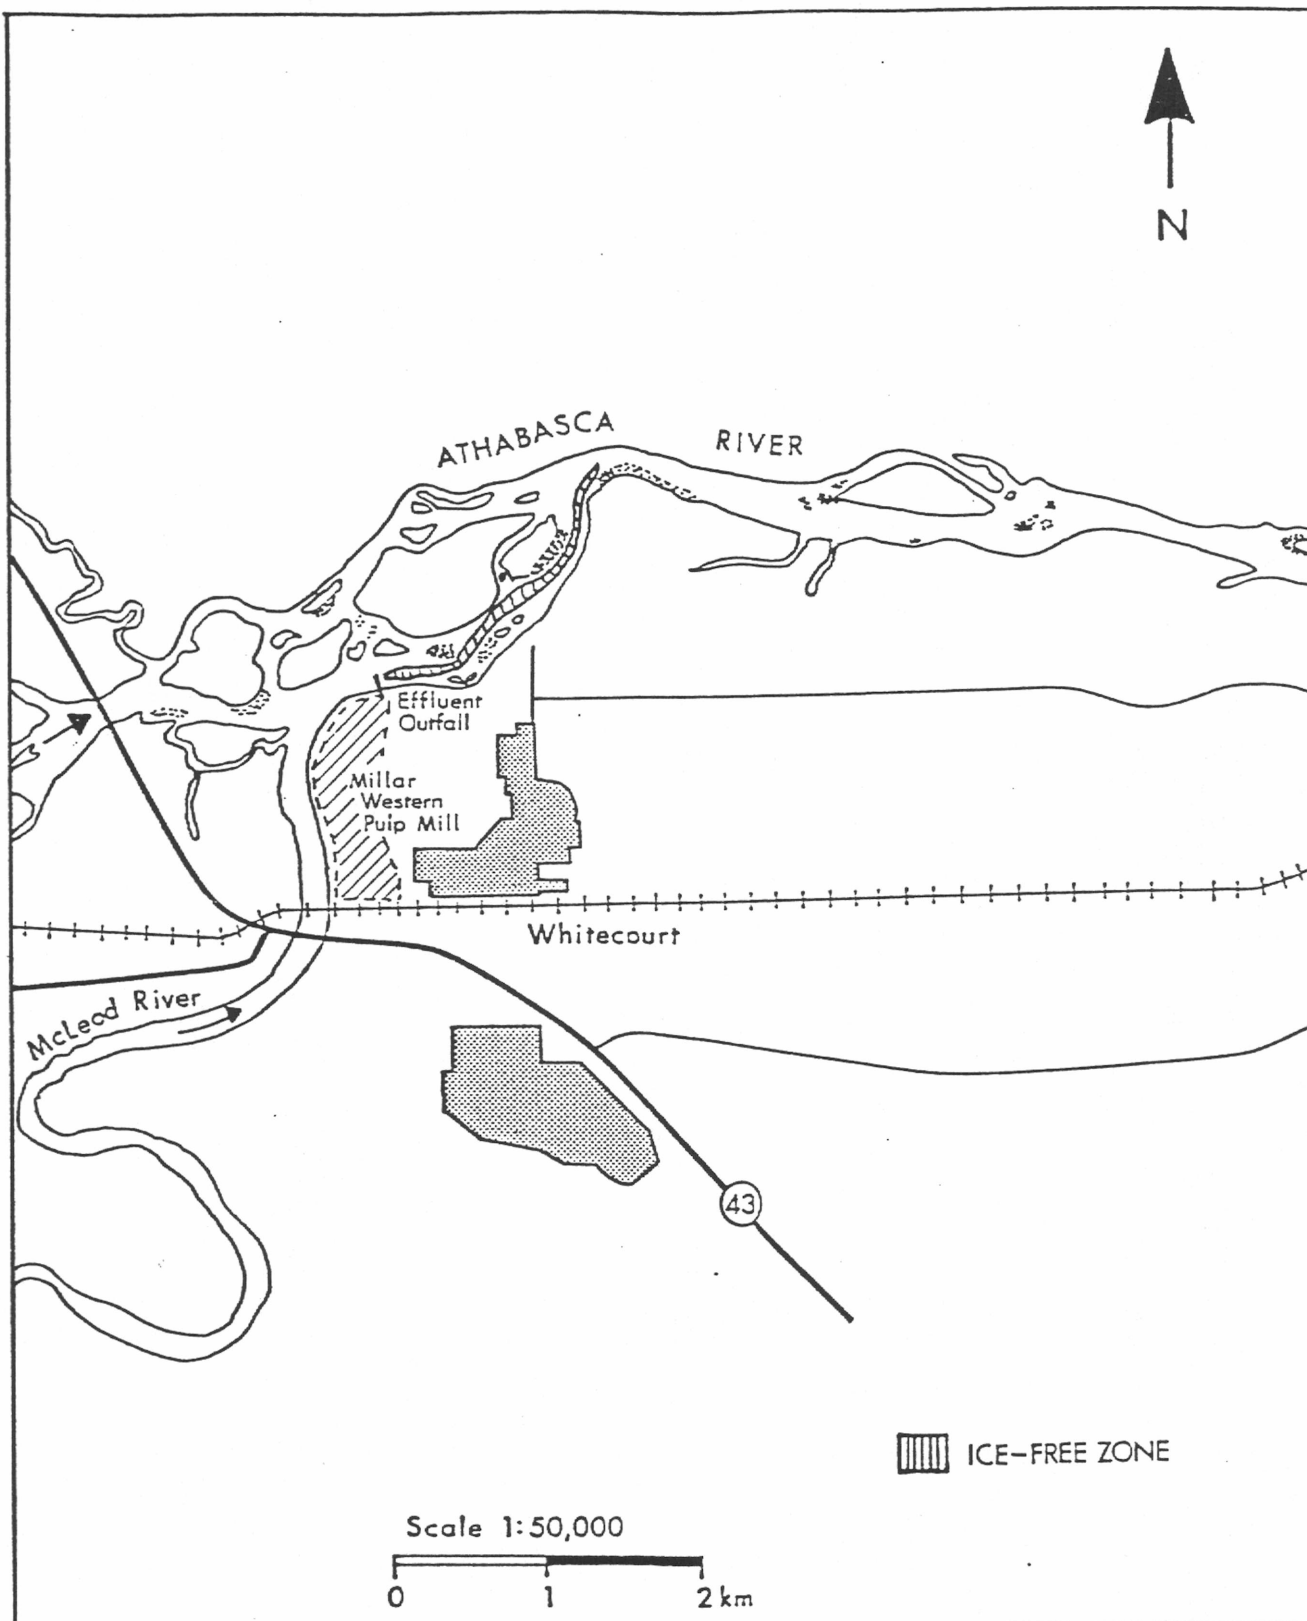 N
ATHABASCA RIVER
Effluent
Outfall
Millar
Western
Pulp Mill
Whitecourt
McLeod River
43
ICE-FREE ZONE
Scale 1:50,000
0 1 2 km